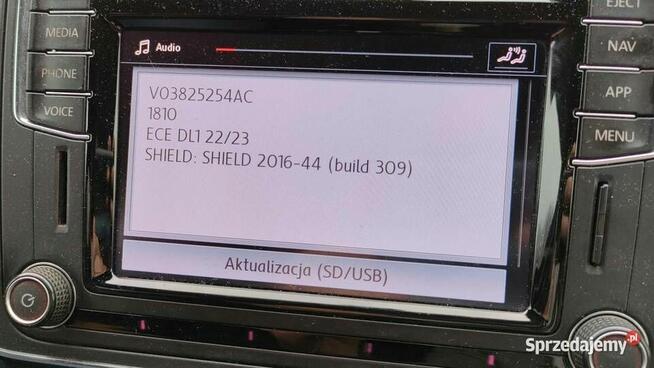 EJECT
MEDIA
Audio
NAV
PHONE
V03825254AC
APP
1810
VOICE
ECE DL1 22/23
MENU
SHIELD: SHIELD 2016-44 (build 309)
Aktualizacja (SD/USB)
Sprzedajemy.pl